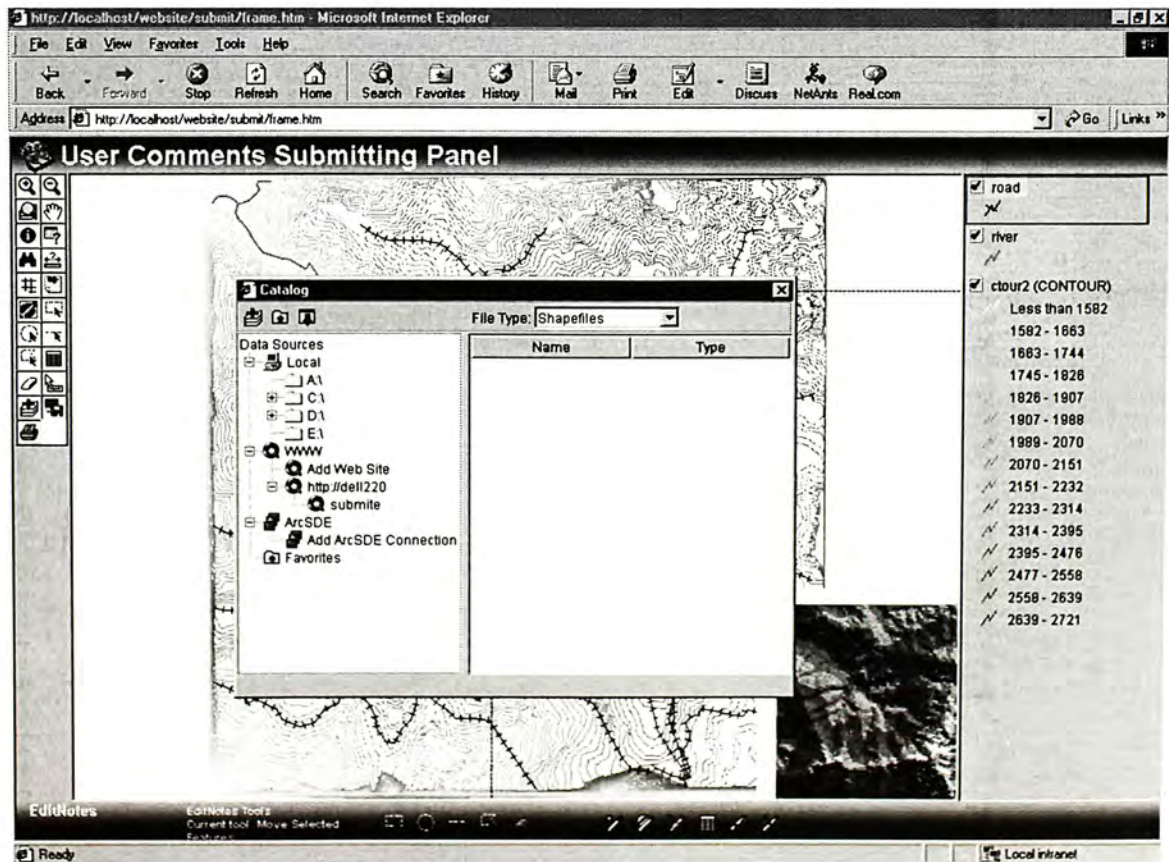 http://localhost/website/submit/frame.htm - Microsoft Internet Explorer
File Edit View Favorites Tools Help
Back Forward Stop Refresh Home Search Favorites History Mail Print Edit Discuss NetAnts Real.com
Address http://localhost/website/submit/frame.htm Go Links »
User Comments Submitting Panel
road
river
ctour2 (CONTOUR)
Less than 1582
1582 - 1663
1663 - 1744
1745 - 1826
1826 - 1907
1907 - 1988
1989 - 2070
2070 - 2151
2151 - 2232
2233 - 2314
2314 - 2395
2395 - 2476
2477 - 2558
2558 - 2639
2639 - 2721
Catalog
File Type: Shapefiles
Data Sources
Name Type
Local
A:\
C:\
D:\
E:\
WWW
Add Web Site
http://dell220
submite
ArcSDE
Add ArcSDE Connection
Favorites
EditNotes
EditNotes Tools
Current tool Move Selected
Features
Ready
Local intranet